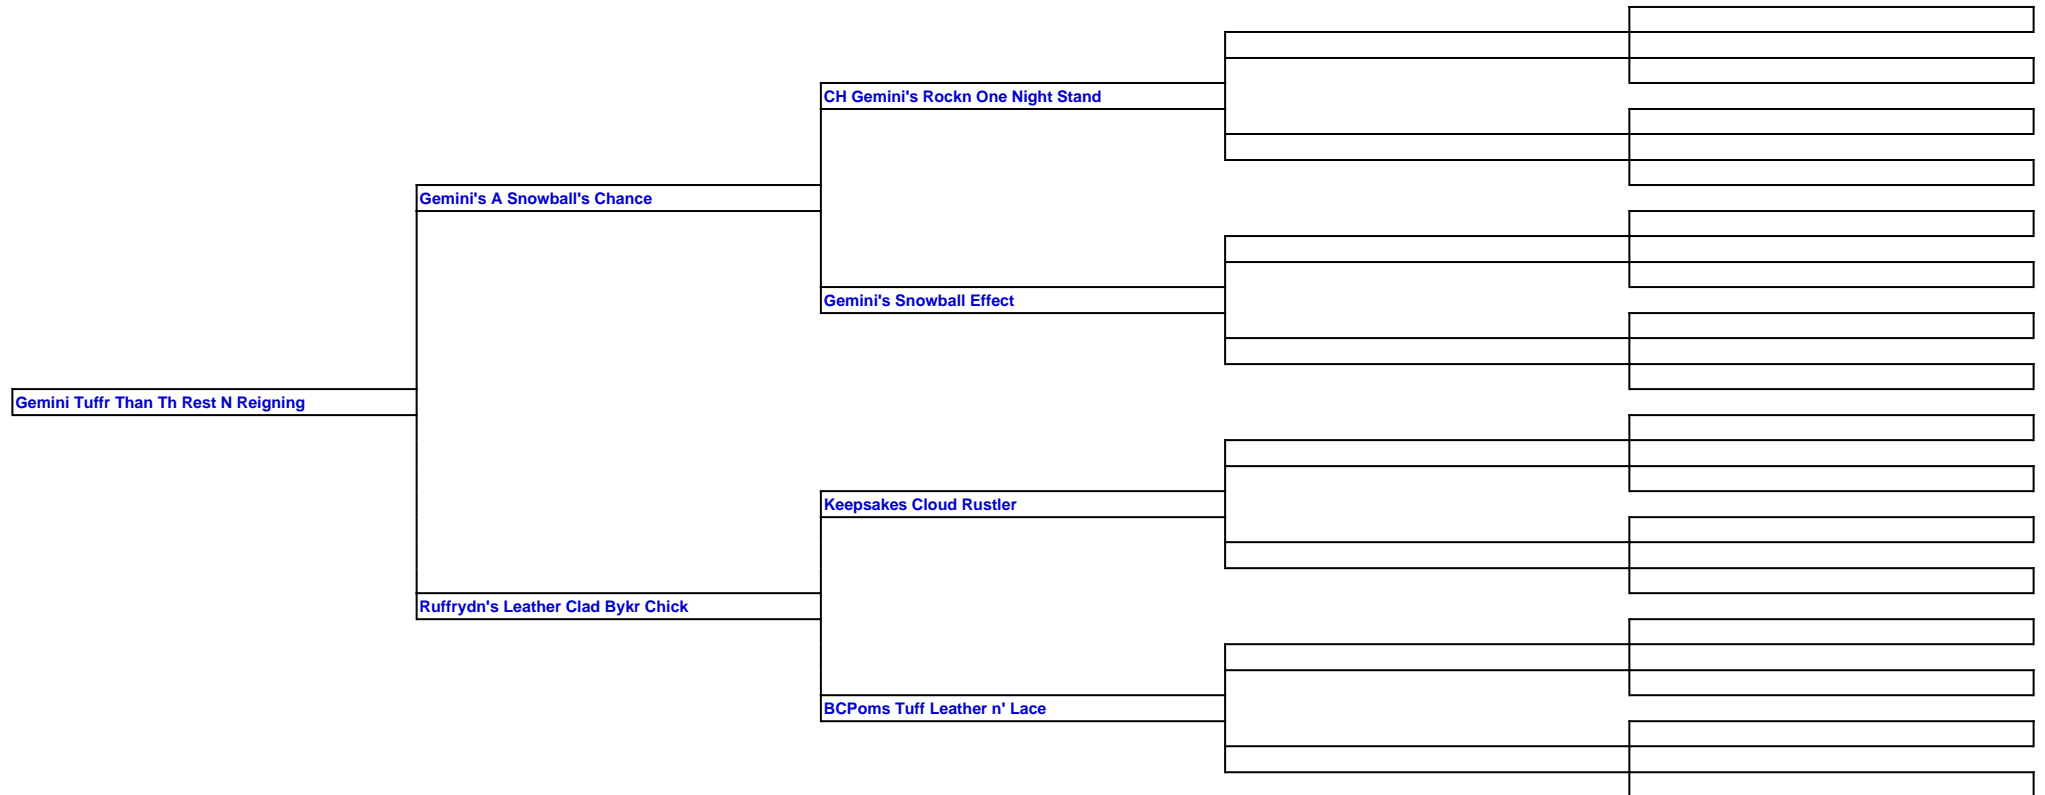 CH Gemini's Rockn One Night Stand
Gemini's A Snowball's Chance
Gemini's Snowball Effect
Gemini Tuffr Than Th Rest N Reigning
Keepsakes Cloud Rustler
Ruffrydn's Leather Clad Bykr Chick
BCPoms Tuff Leather n' Lace